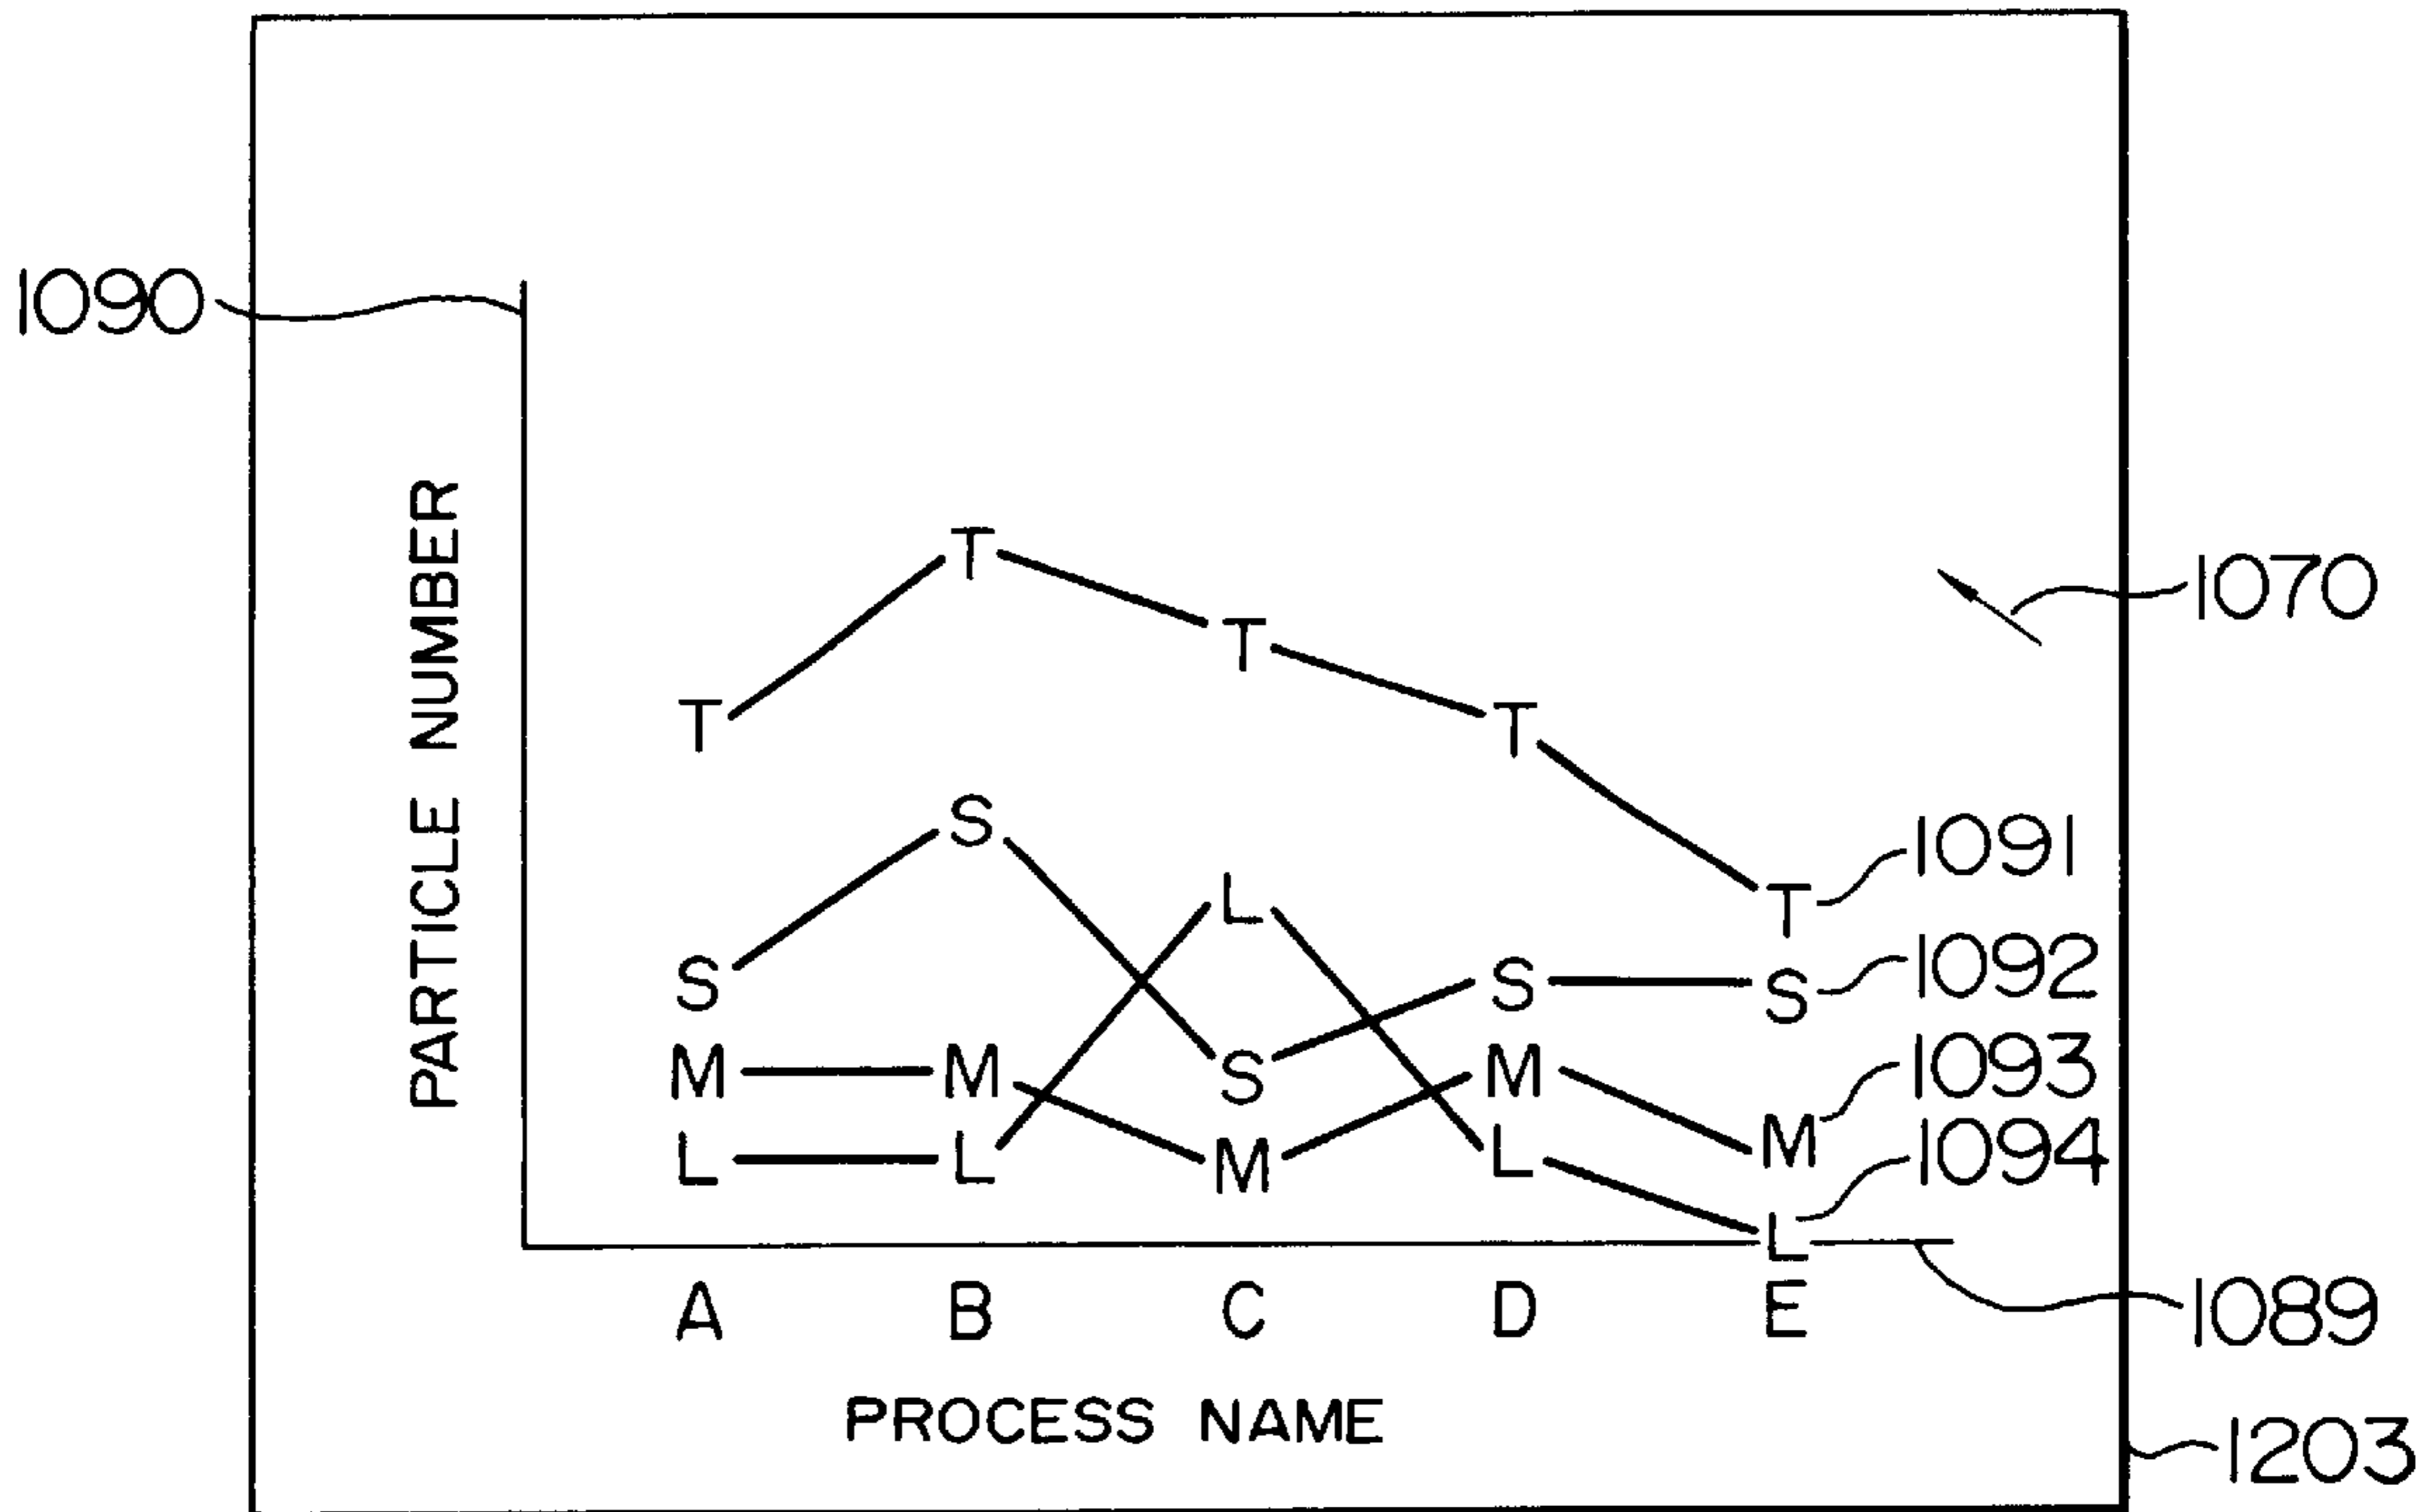 1090
PARTICLE NUMBER
T
1070
T
T
T
S
1091
L
T
1092
S
S
S
M
M
S
M
1093
L
L
M
L
M
1094
L
A B C D E
1089
PROCESS NAME
1203